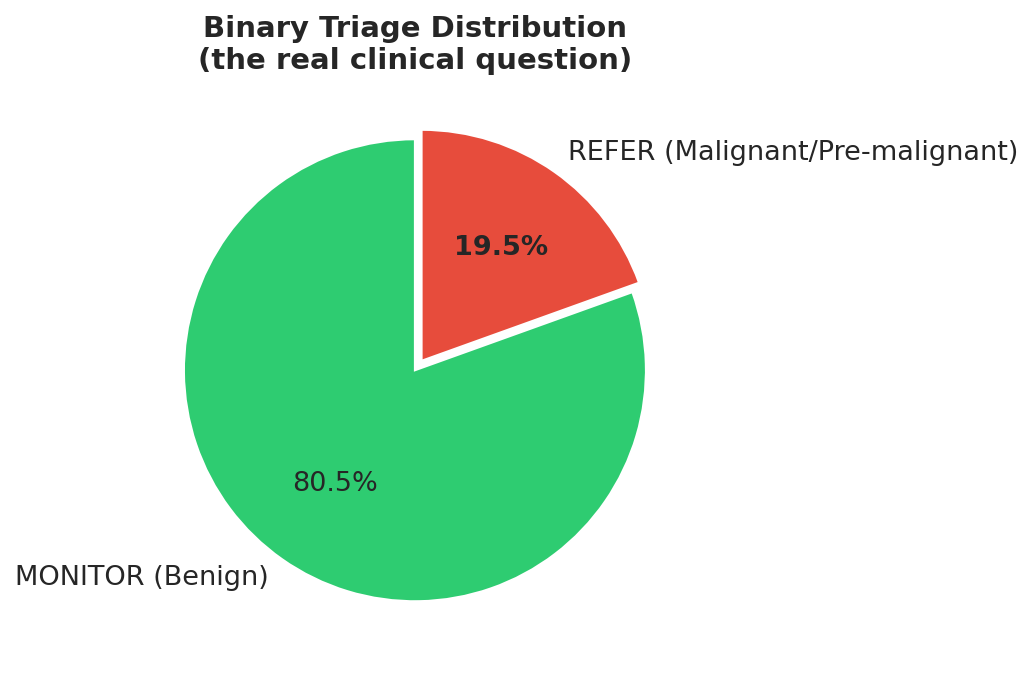 Binary Triage Distribution
(the real clinical question)
REFER (Malignant/Pre-malignant)
19.5%
80.5%
MONITOR (Benign)